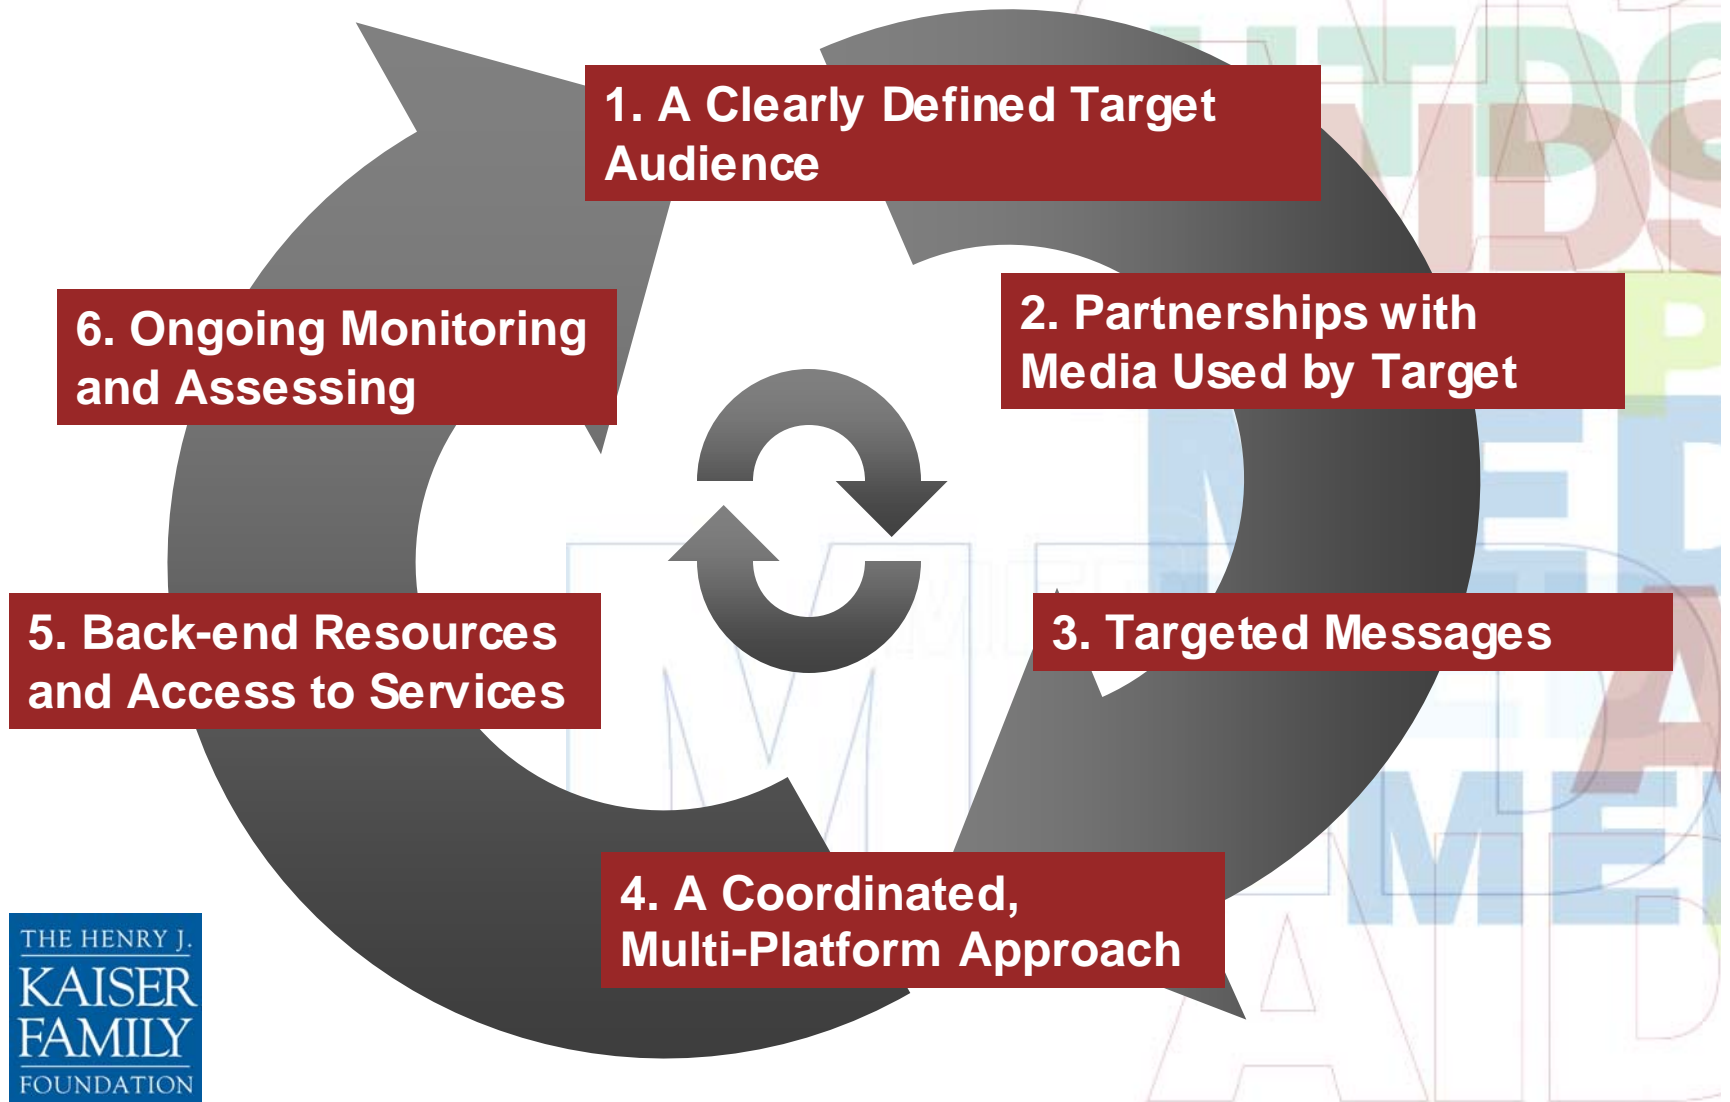 1. A Clearly Defined Target
Audience
2. Partnerships with
Media Used by Target
3. Targeted Messages
4. A Coordinated,
Multi-Platform Approach
5. Back-end Resources
and Access to Services
6. Ongoing Monitoring
and Assessing
THE HENRY J.
KAISER
FAMILY
FOUNDATION